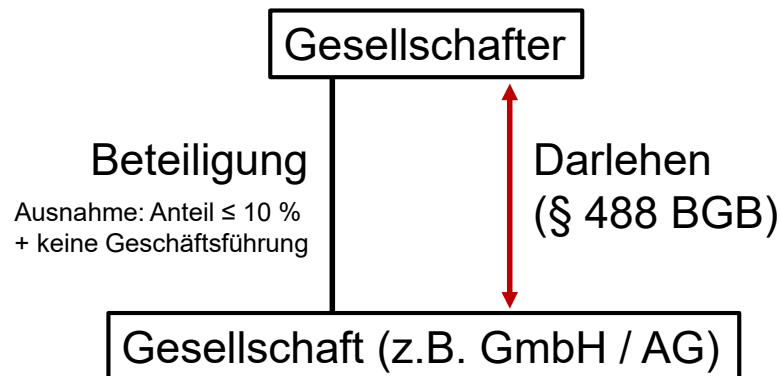 Gesellschafter
Beteiligung
Ausnahme: Anteil ≤ 10 %
+ keine Geschäftsführung
Darlehen
(§ 488 BGB)
Gesellschaft (z.B. GmbH / AG)